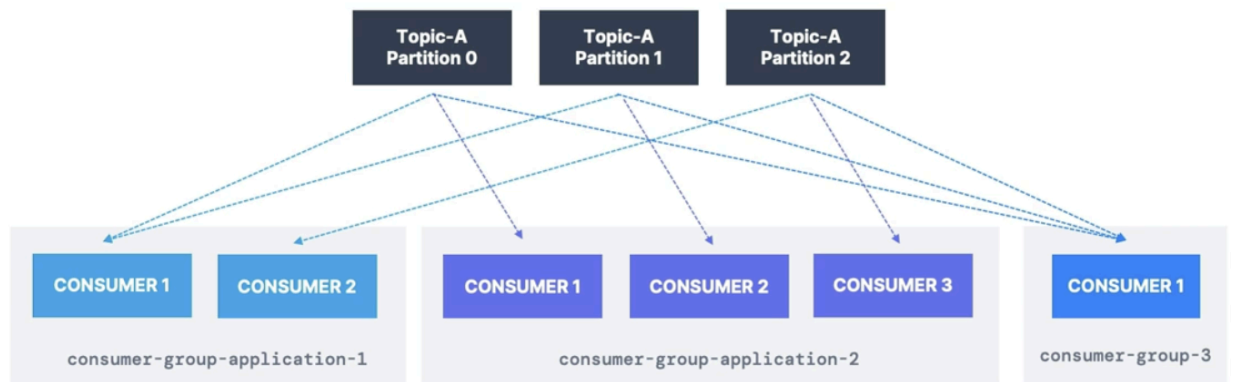 Topic-A
Partition 0
Topic-A
Partition 1
Topic-A
Partition 2
CONSUMER 1
CONSUMER 2
consumer-group-application-1
CONSUMER 1
CONSUMER 2
CONSUMER 3
consumer-group-application-2
CONSUMER 1
consumer-group-3